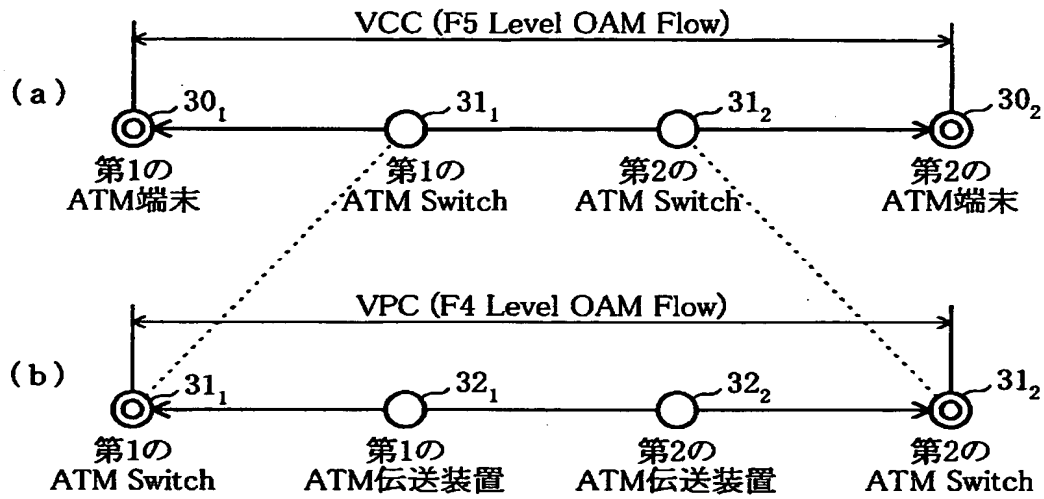 VCC (F5 Level OAM Flow)
(a)
30₁
31₁
31₂
30₂
第1の
ATM端末
第1の
ATM Switch
第2の
ATM Switch
第2の
ATM端末
VPC (F4 Level OAM Flow)
(b)
31₁
32₁
32₂
31₂
第1の
ATM Switch
第1の
ATM伝送装置
第2の
ATM伝送装置
第2の
ATM Switch